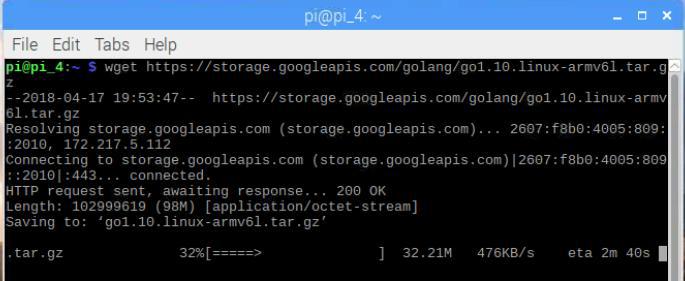 pi@pi_4: ~
File Edit Tabs Help
pi@pi_4:~ $ wget https://storage.googleapis.com/golang/go1.10.linux-armv6l.tar.g
z
--2018-04-17 19:53:47--  https://storage.googleapis.com/golang/go1.10.linux-armv
6l.tar.gz
Resolving storage.googleapis.com (storage.googleapis.com)... 2607:f8b0:4005:809:
:2010, 172.217.5.112
Connecting to storage.googleapis.com (storage.googleapis.com)|2607:f8b0:4005:809
::2010|:443... connected.
HTTP request sent, awaiting response... 200 OK
Length: 102999619 (98M) [application/octet-stream]
Saving to: ‘go1.10.linux-armv6l.tar.gz’
.tar.gz 32%[=====> ] 32.21M 476KB/s eta 2m 40s